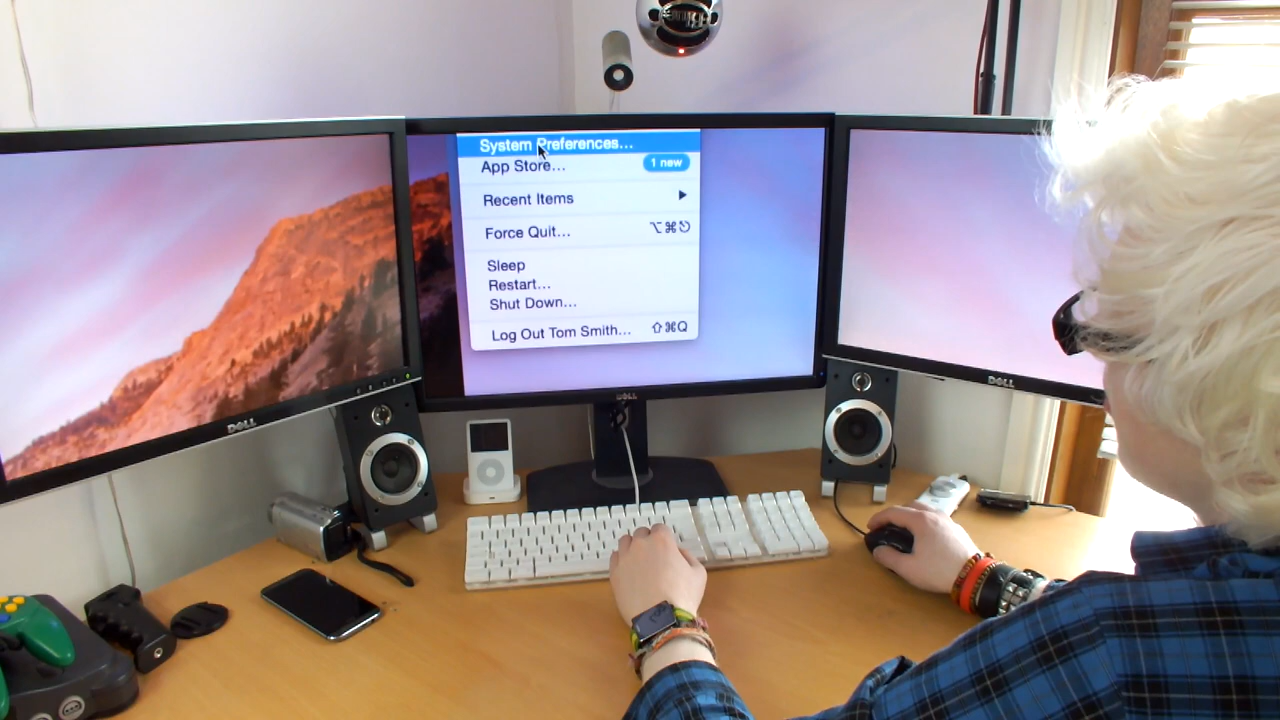 System Preferences...
App Store... 1 new
Recent Items
Force Quit... ⌥⌘⎋
Sleep
Restart...
Shut Down...
Log Out Tom Smith... ⇧⌘Q
DELL
DELL
DELL